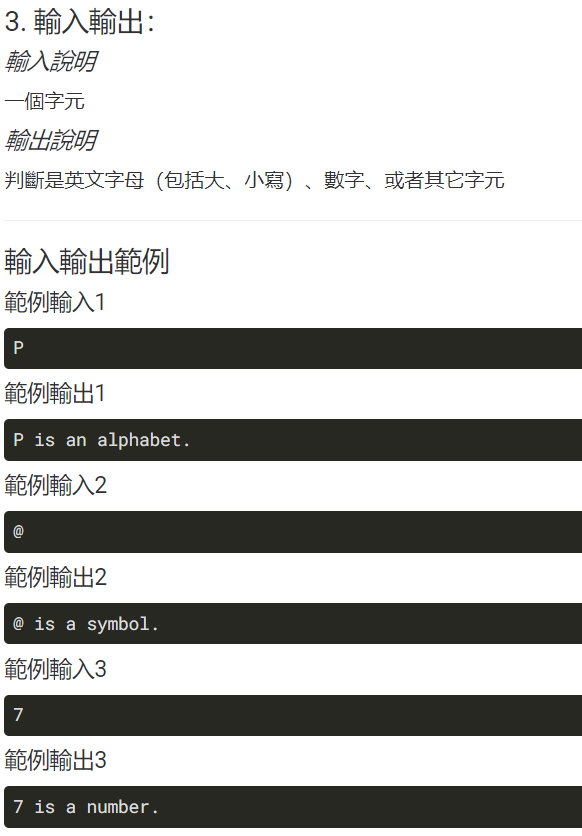 3. 輸入輸出：
輸入說明
一個字元
輸出說明
判斷是英文字母（包括大、小寫）、數字、或者其它字元
輸入輸出範例
範例輸入1
P
範例輸出1
P is an alphabet.
範例輸入2
@
範例輸出2
@ is a symbol.
範例輸入3
7
範例輸出3
7 is a number.